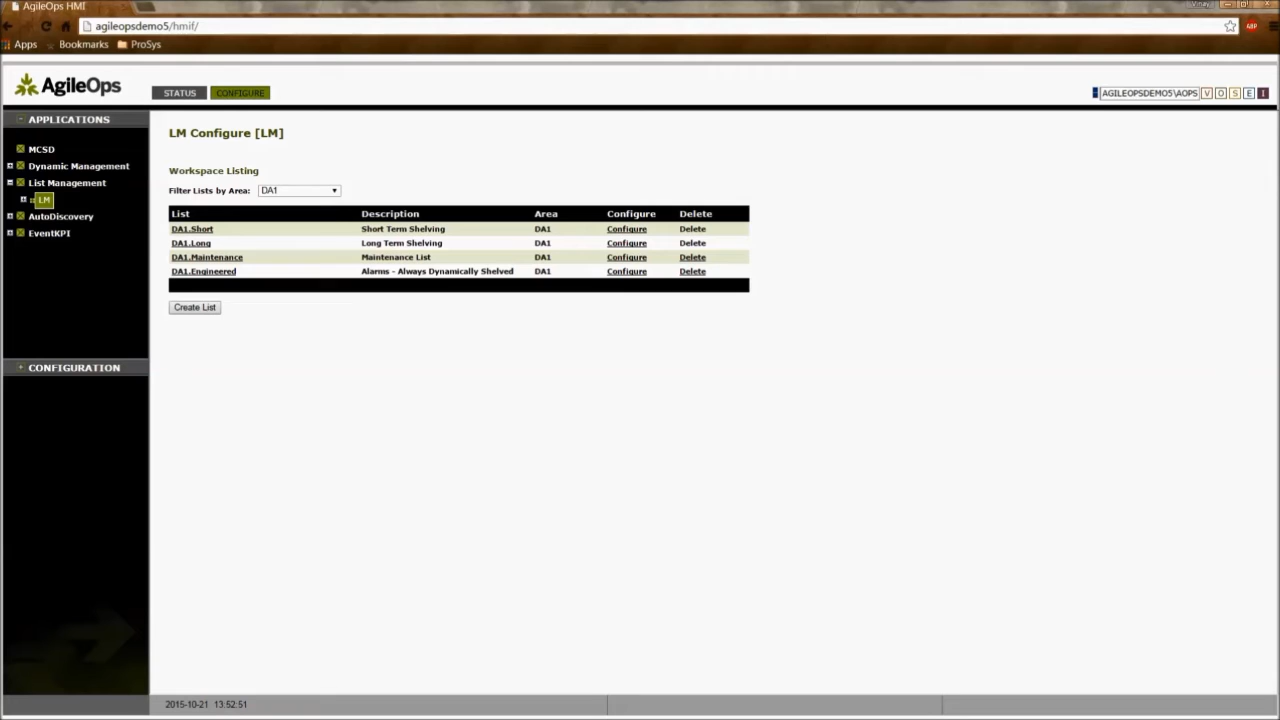 AgileOps HMI
Vinay
agileopsdemo5/hmif/
ABP
Apps Bookmarks ProSys
AgileOps
STATUS CONFIGURE
AGILEOPSDEMO5\AOPS V O S E I
APPLICATIONS
MCSD
Dynamic Management
List Management
LM
AutoDiscovery
EventKPI
CONFIGURATION
LM Configure [LM]
Workspace Listing
Filter Lists by Area: DA1
List Description Area Configure Delete
DA1.Short Short Term Shelving DA1 Configure Delete
DA1.Long Long Term Shelving DA1 Configure Delete
DA1.Maintenance Maintenance List DA1 Configure Delete
DA1.Engineered Alarms - Always Dynamically Shelved DA1 Configure Delete
Create List
2015-10-21 13:52:51